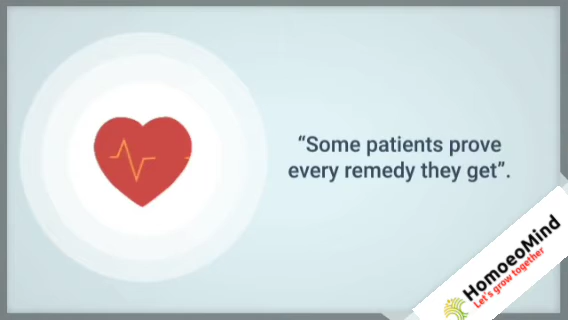 “Some patients prove
every remedy they get”.
HomoeoMind
Let's grow together